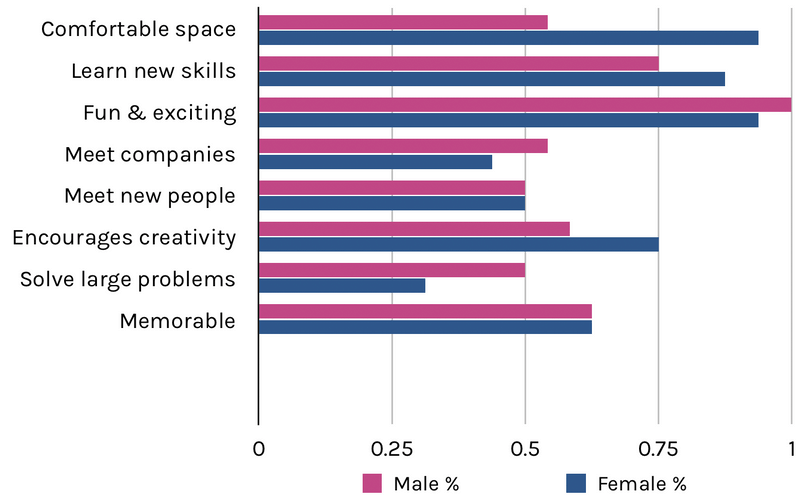 Comfortable space
Learn new skills
Fun & exciting
Meet companies
Meet new people
Encourages creativity
Solve large problems
Memorable
0 0.25 0.5 0.75 1
Male % Female %